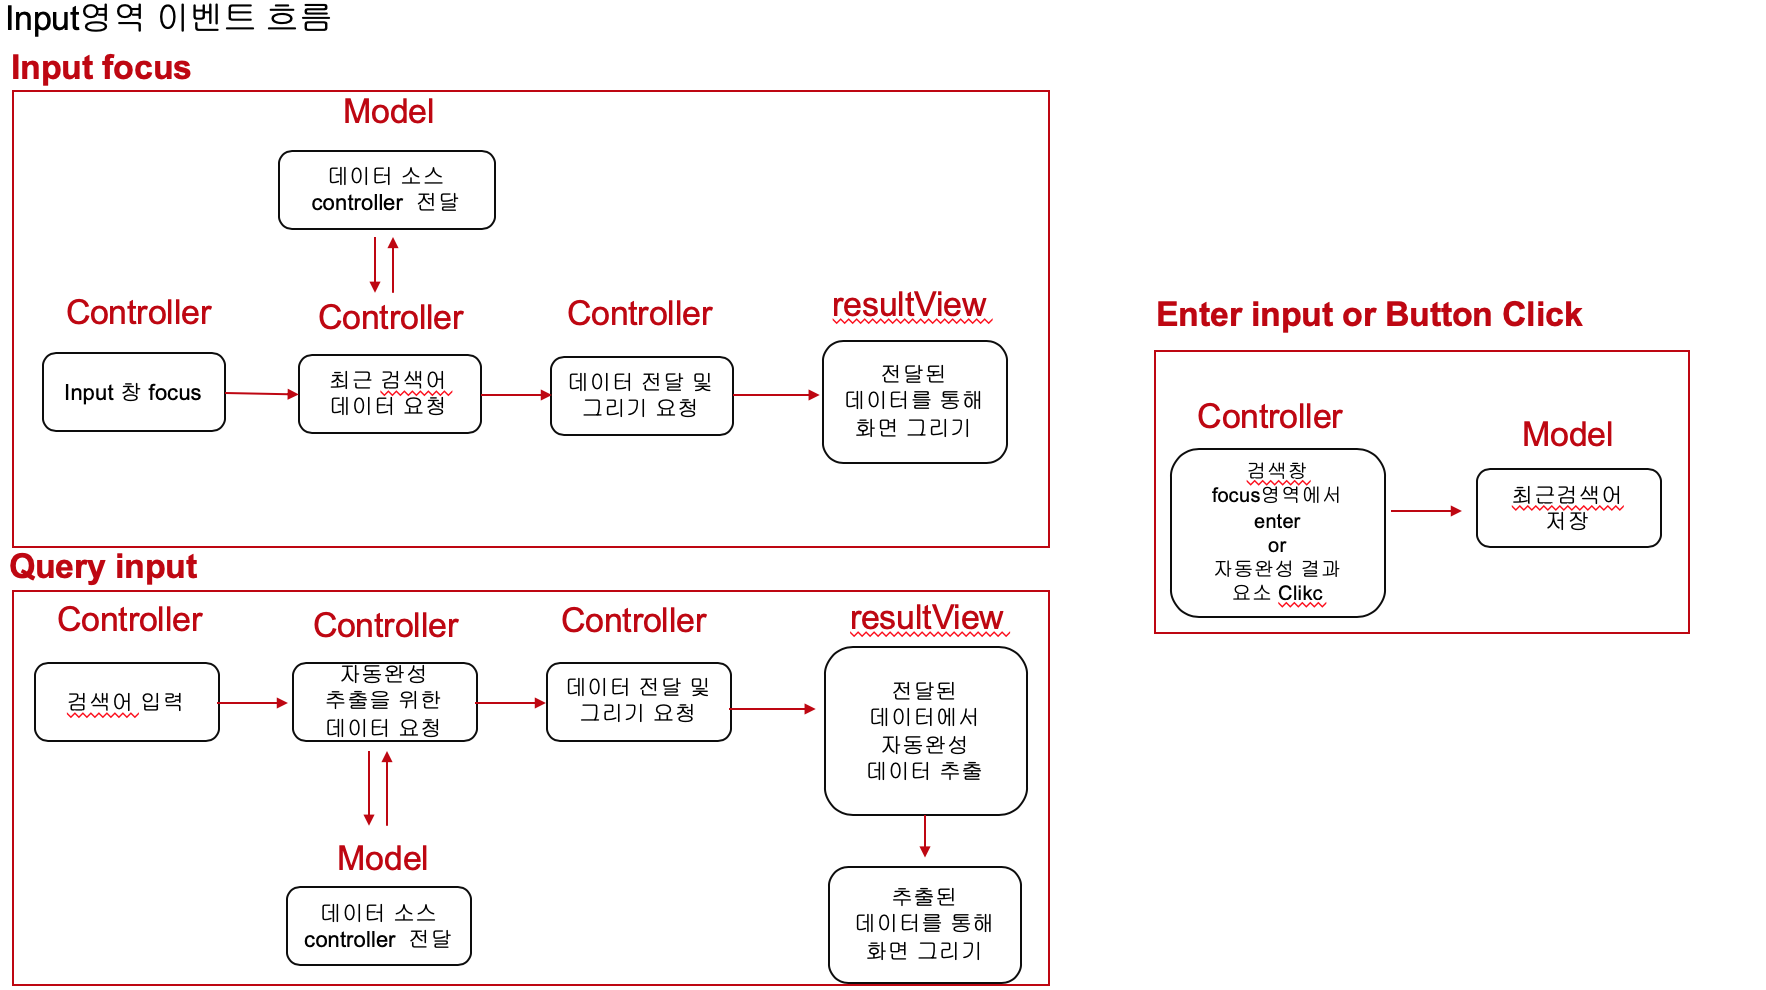 Input영역 이벤트 흐름
Input focus
Model
데이터 소스
controller 전달
Controller
Controller
Controller
resultView
Input 창 focus
최근 검색어
데이터 요청
데이터 전달 및
그리기 요청
전달된
데이터를 통해
화면 그리기
Query input
Controller
Controller
Controller
resultView
검색어 입력
자동완성
추출을 위한
데이터 요청
데이터 전달 및
그리기 요청
전달된
데이터에서
자동완성
데이터 추출
Model
데이터 소스
controller 전달
추출된
데이터를 통해
화면 그리기
Enter input or Button Click
Controller
Model
검색창
focus영역에서
enter
or
자동완성 결과
요소 Clikc
최근검색어
저장